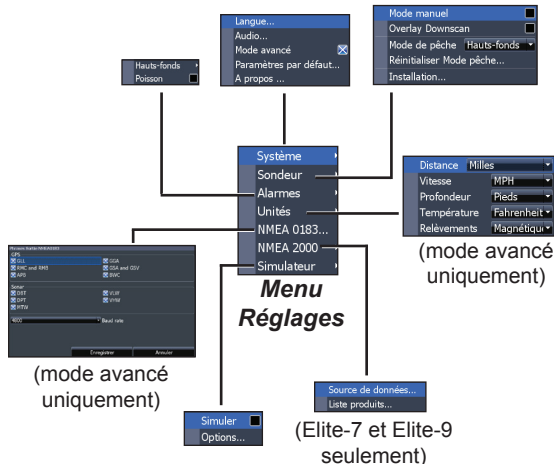 Langue...
Audio...
Mode avancé
Paramètres par défaut...
A propos ...
Mode manuel
Overlay Downscan
Mode de pêche Hauts-fonds
Réinitialiser Mode pêche...
Installation...
Hauts-fonds
Poisson
Système
Sondeur
Alarmes
Unités
NMEA 0183...
NMEA 2000
Simulateur
Menu
Réglages
Distance Milles
Vitesse MPH
Profondeur Pieds
Température Fahrenheit
Relèvements Magnétique
(mode avancé
uniquement)
GPS
GLL GGA
RMC and RMB GSA and GSV
APB BWC
Sonar
DBT VLW
DPT VHW
MTW
4800 Baud rate
Enregistrer Annuler
(mode avancé
uniquement)
Simuler
Options...
Source de données...
Liste produits...
(Elite-7 et Elite-9
seulement)